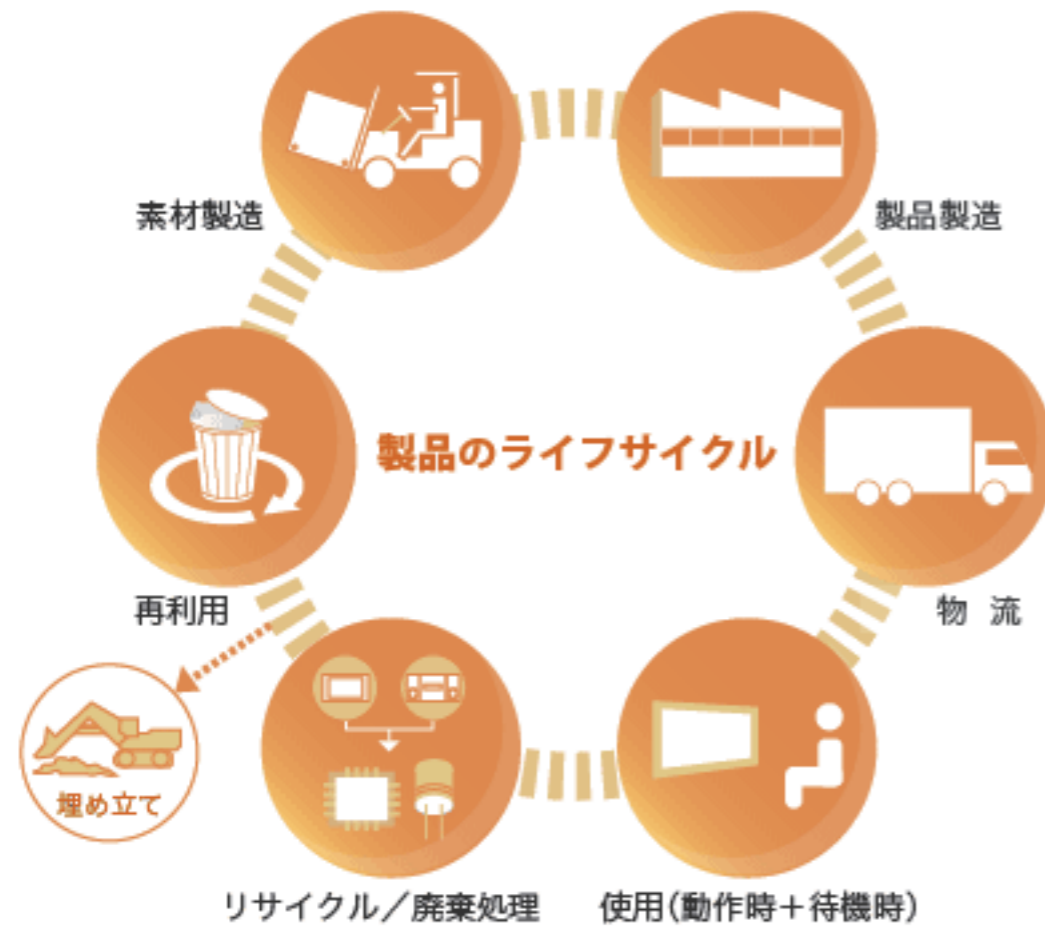 素材製造
製品製造
製品のライフサイクル
再利用
物 流
埋め立て
リサイクル／廃棄処理
使用(動作時＋待機時)